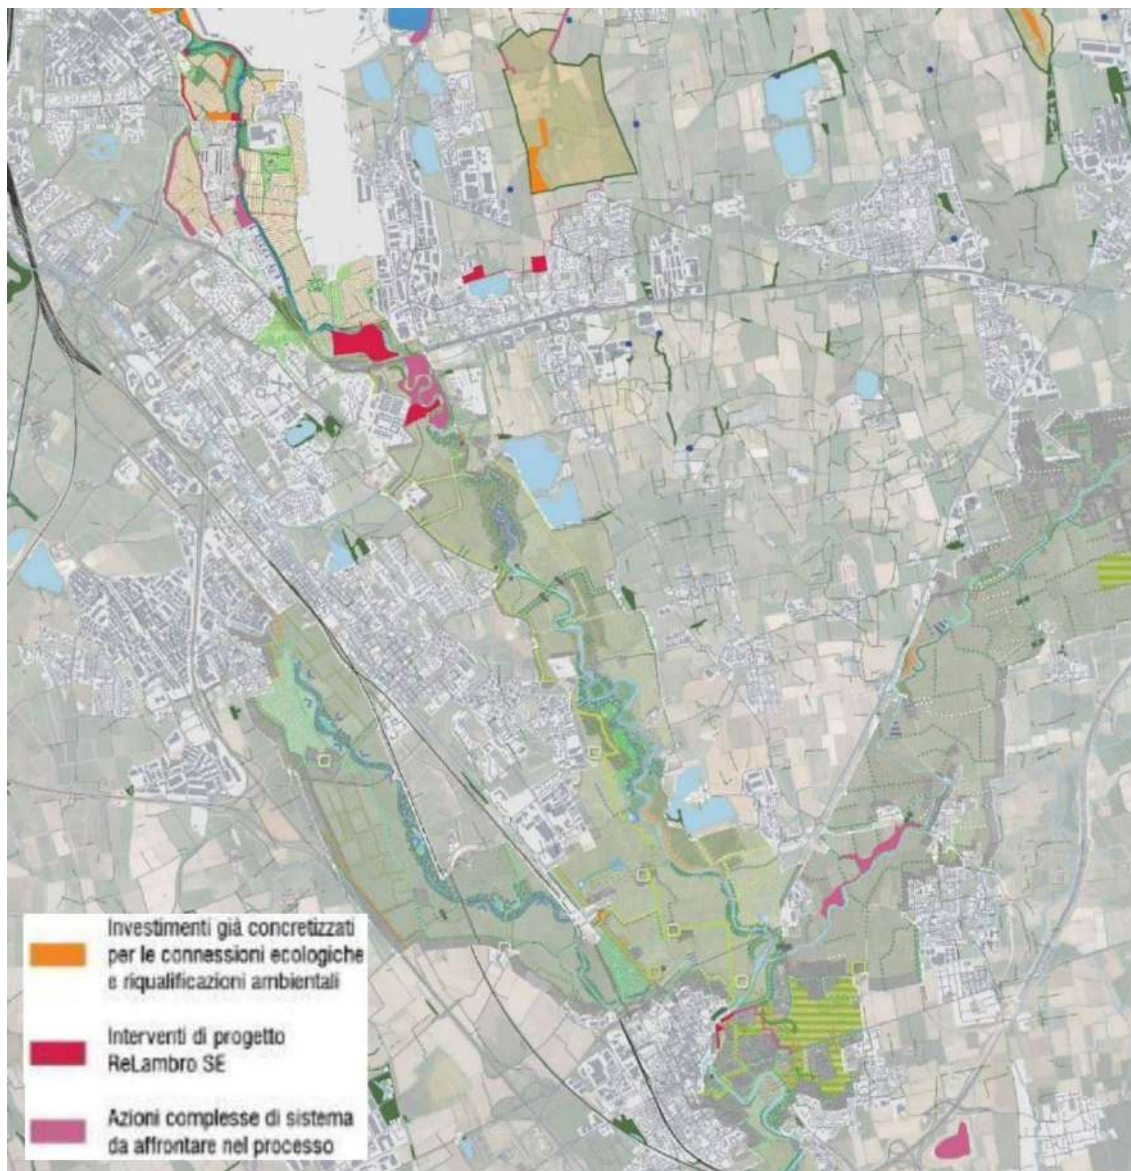 Investimenti già concretizzati
per le connessioni ecologiche
e riqualificazioni ambientali
Interventi di progetto
ReLambro SE
Azioni complesse di sistema
da affrontare nel processo